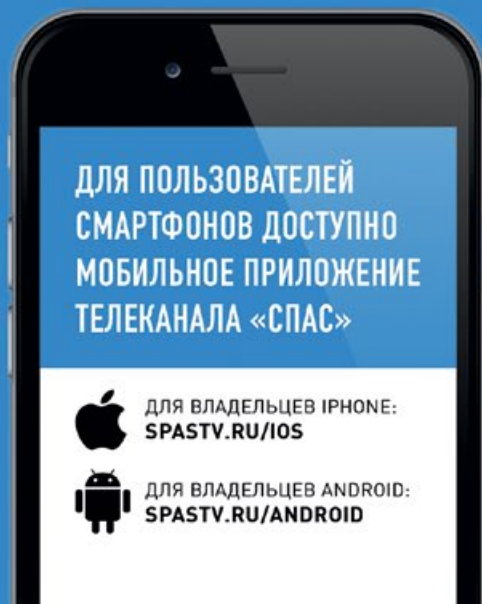 ДЛЯ ПОЛЬЗОВАТЕЛЕЙ
СМАРТФОНОВ ДОСТУПНО
МОБИЛЬНОЕ ПРИЛОЖЕНИЕ
ТЕЛЕКАНАЛА «СПАС»
ДЛЯ ВЛАДЕЛЬЦЕВ IPHONE:
SPASTV.RU/IOS
ДЛЯ ВЛАДЕЛЬЦЕВ ANDROID:
SPASTV.RU/ANDROID